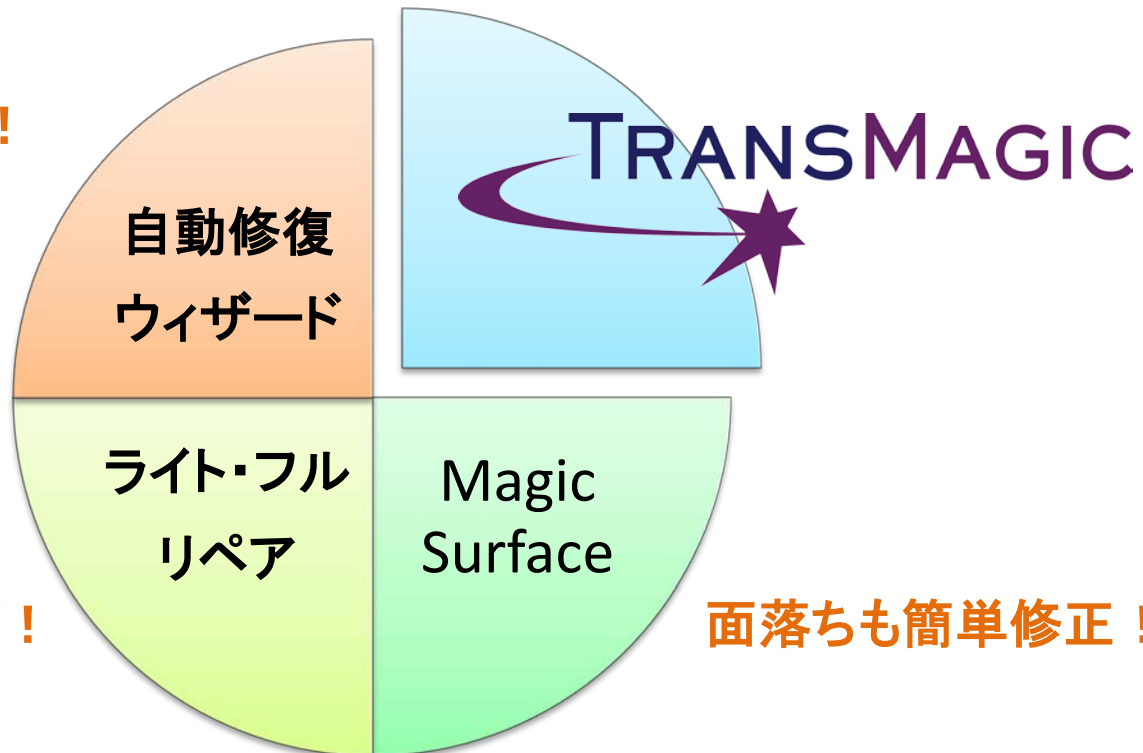 ！
TRANSMAGIC
自動修復
ウィザード
ライト・フル
リペア
Magic
Surface
！
面落ちも簡単修正！